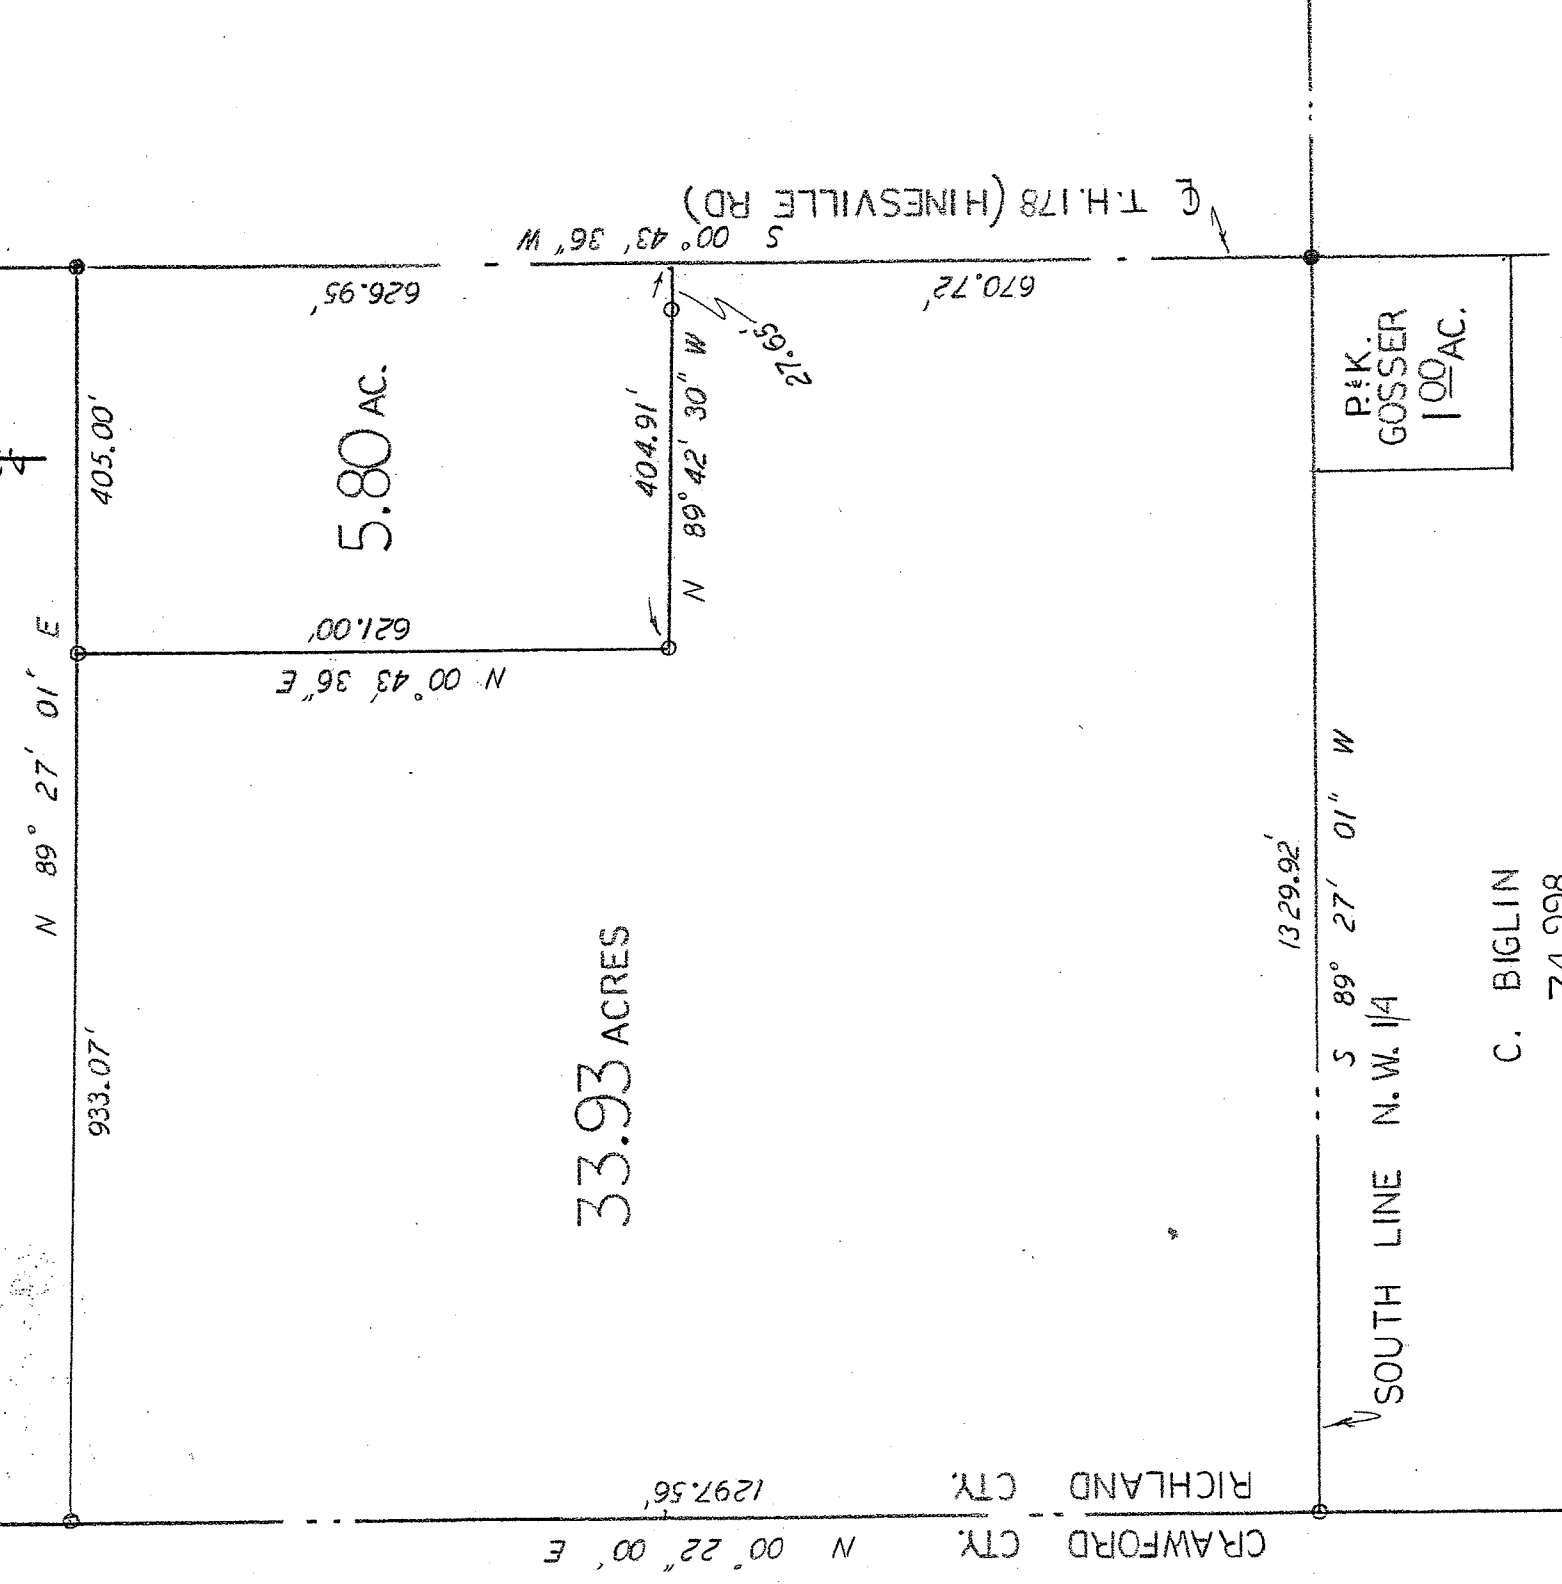 N 89° 27' 01" E
933.07'
405.00'
5.80 AC.
626.95'
S 00° 43' 36" W
T.H. 178 (HINESVILLE RD)
670.72'
27.65'
404.91'
N 89° 42' 30" W
621.00'
N 00° 43' 36" E
33.93 ACRES
1297.56'
N 00° 22" 00' E
RICHLAND CTY.
CRAWFORD CTY.
1329.92'
S 89° 27' 01" W
SOUTH LINE N.W. 1/4
P. & K.
GOSSER
1.00 AC.
C. BIGLIN